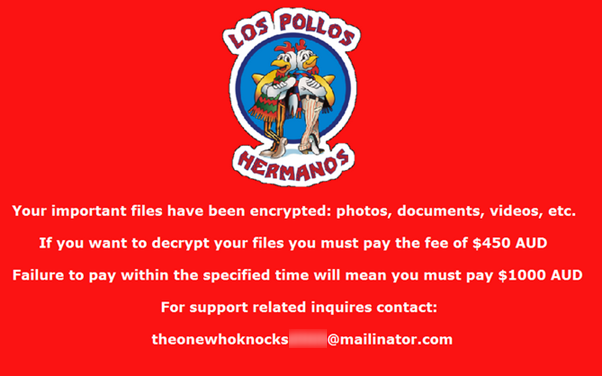 LOS POLLOS
HERMANOS
Your important files have been encrypted: photos, documents, videos, etc.
If you want to decrypt your files you must pay the fee of $450 AUD
Failure to pay within the specified time will mean you must pay $1000 AUD
For support related inquires contact:
theonewhoknocks @mailinator.com